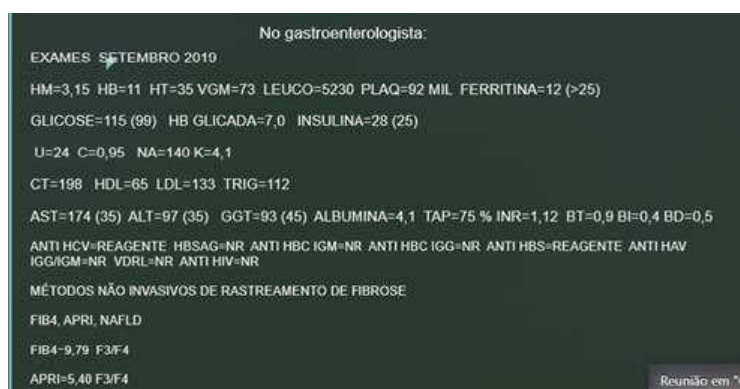 No gastroenterologista:
EXAMES SETEMBRO 2019
HM=3,15 HB=11 HT=35 VGM=73 LEUCO=5230 PLAQ=92 MIL FERRITINA=12 (>25)
GLICOSE=115 (99) HB GLICADA=7,0 INSULINA=28 (25)
U=24 C=0,95 NA=140 K=4,1
CT=198 HDL=65 LDL=133 TRIG=112
AST=174 (35) ALT=97 (35) GGT=93 (45) ALBUMINA=4,1 TAP=75 % INR=1,12 BT=0,9 BI=0,4 BD=0,5
ANTI HCV=REAGENTE HBSAG=NR ANTI HBC IGM=NR ANTI HBC IGG=NR ANTI HBS=REAGENTE ANTI HAV
IGG/IGM=NR VDRL=NR ANTI HIV=NR
MÉTODOS NÃO INVASIVOS DE RASTREAMENTO DE FIBROSE
FIB4, APRI, NAFLD
FIB4=9,79 F3/F4
APRI=5,40 F3/F4
Reunião em "